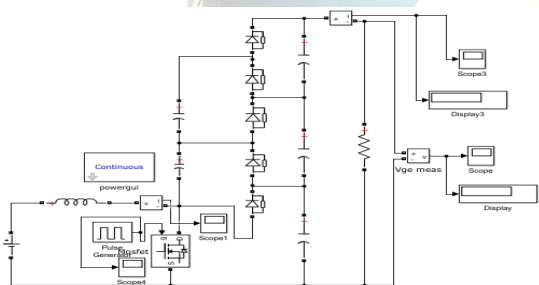 Scope3
Display3
Continuous
powergui
Vge meas
Scope
Display
Scope1
Pulse
Generator
Mosfet
Scope4
g
D
S
i
v